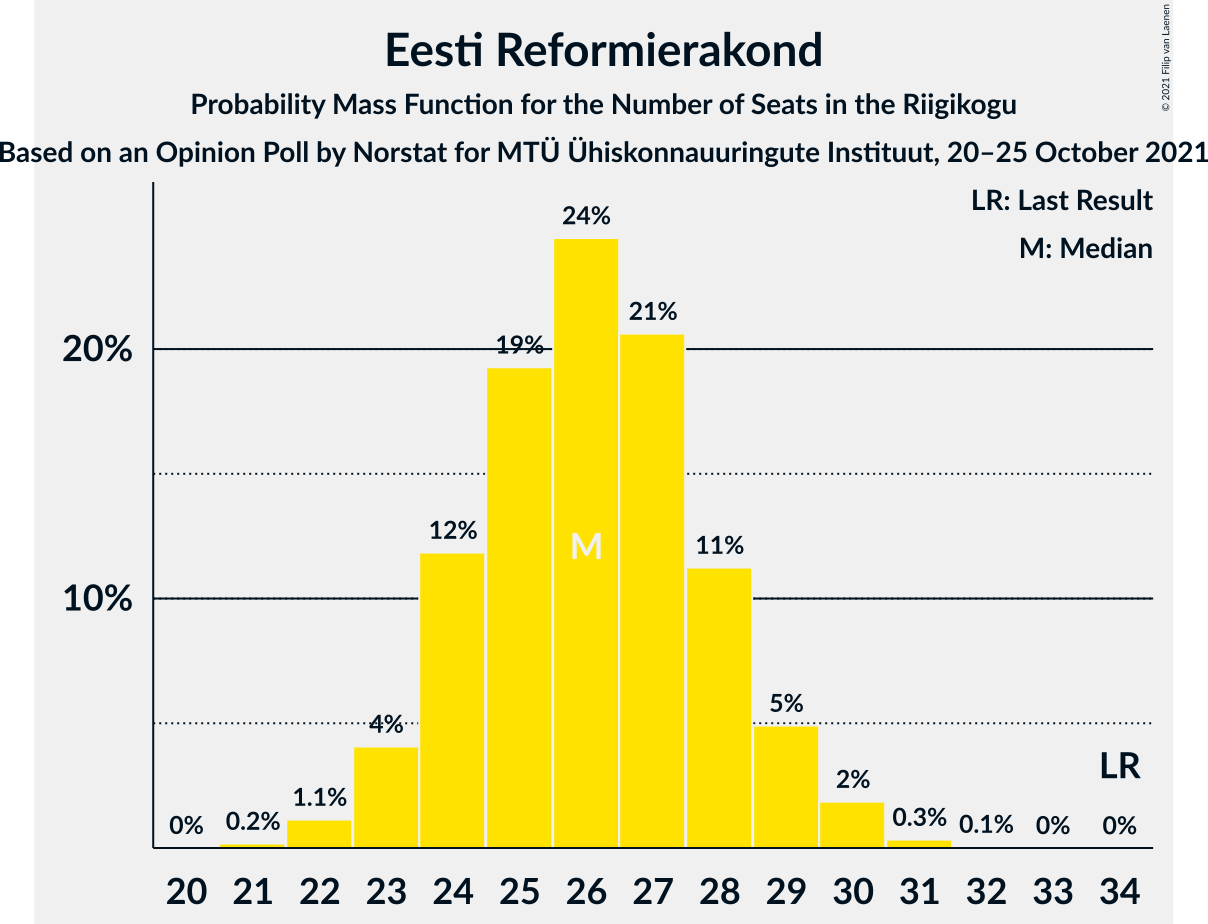 Eesti Reformierakond
Probability Mass Function for the Number of Seats in the Riigikogu
Based on an Opinion Poll by Norstat for MTÜ Ühiskonnauuringute Instituut, 20–25 October 2021
© 2021 Filip van Laenen
LR: Last Result
M: Median
24%
21%
19%
20%
12%
11%
M
10%
5%
4%
2%
LR
1.1%
0% 0.2% 0.3% 0.1% 0% 0%
20 21 22 23 24 25 26 27 28 29 30 31 32 33 34